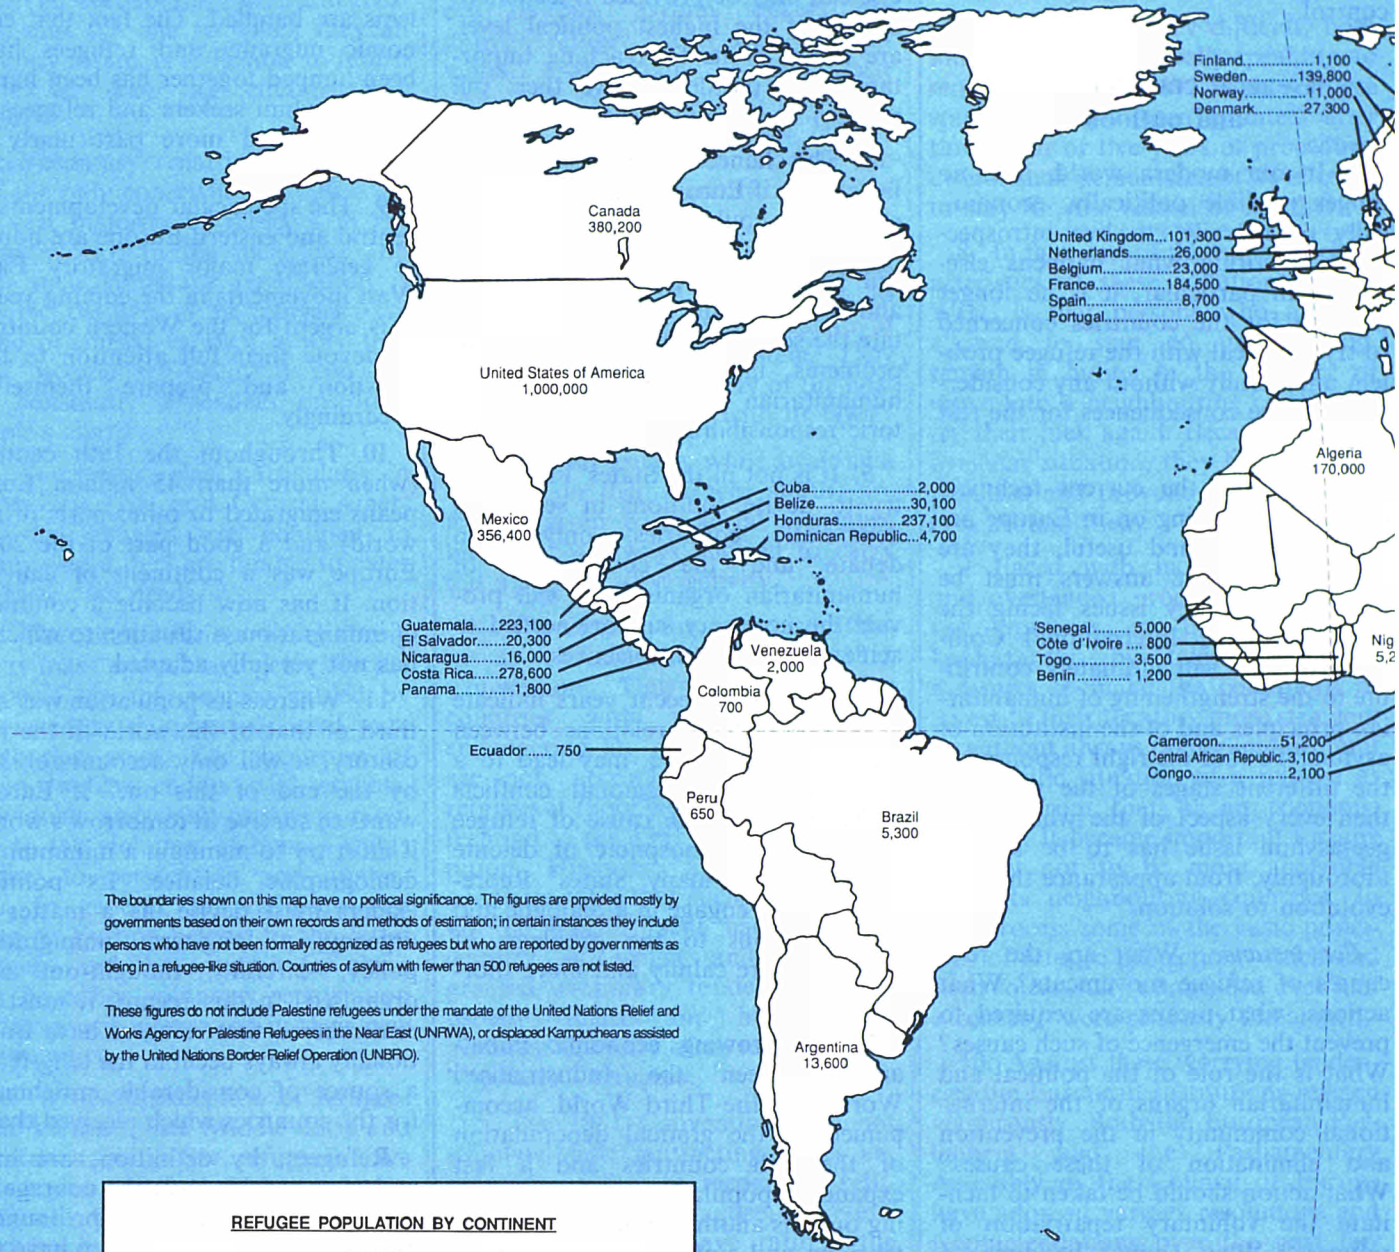 Finland..............1,100
Sweden..........139,800
Norway.............11,000
Denmark..........27,300
Canada
380,200
United Kingdom...101,300
Netherlands...........26,000
Belgium.................23,000
France.................184,500
Spain......................8,700
Portugal.....................800
United States of America
1,000,000
Algeria
170,000
Mexico
356,400
Cuba..........................2,000
Belize.......................30,100
Honduras................237,100
Dominican Republic...4,700
Guatemala........223,100
El Salvador.........20,300
Nicaragua........16,000
Costa Rica......278,600
Panama..............1,800
Senegal........ 5,000
Côte d'Ivoire ... 800
Togo............. 3,500
Benin............ 1,200
Nig
5,2
Venezuela
2,000
Colombia
700
Ecuador...... 750
Cameroon..............51,200
Central African Republic..3,100
Congo......................2,100
Peru
650
Brazil
5,300
The boundaries shown on this map have no political significance. The figures are provided mostly by
governments based on their own records and methods of estimation; in certain instances they include
persons who have not been formally recognized as refugees but who are reported by governments as
being in a refugee-like situation. Countries of asylum with fewer than 500 refugees are not listed.
These figures do not include Palestine refugees under the mandate of the United Nations Relief and
Works Agency for Palestine Refugees in the Near East (UNRWA), or displaced Kampucheans assisted
by the United Nations Border Relief Operation (UNBRO).
Argentina
13,600
REFUGEE POPULATION BY CONTINENT